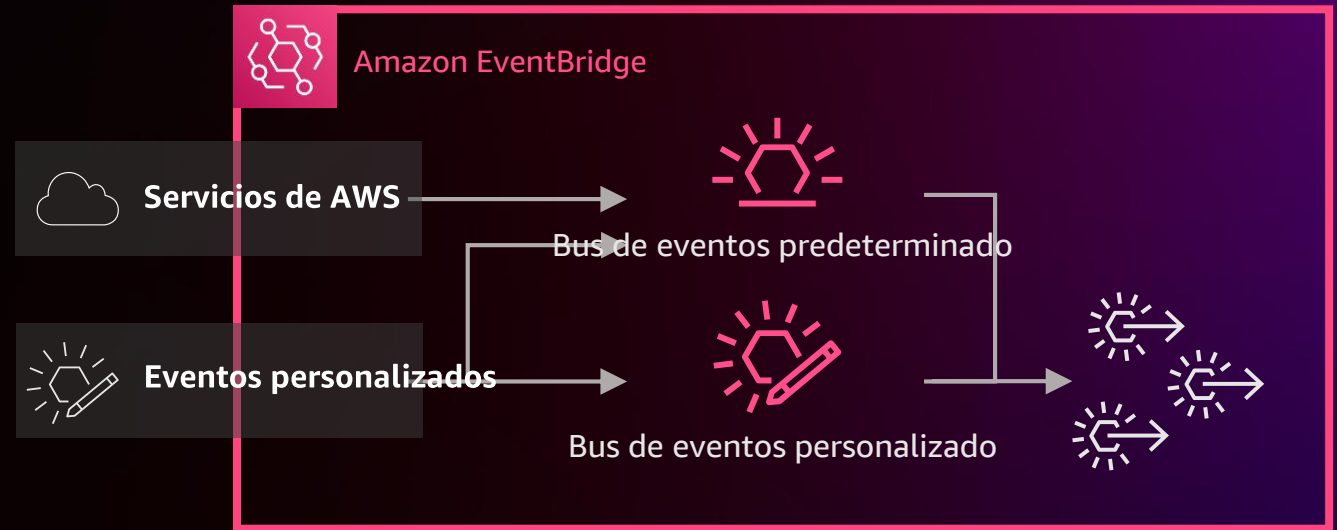 Amazon EventBridge
Servicios de AWS
Bus de eventos predeterminado
Eventos personalizados
Bus de eventos personalizado